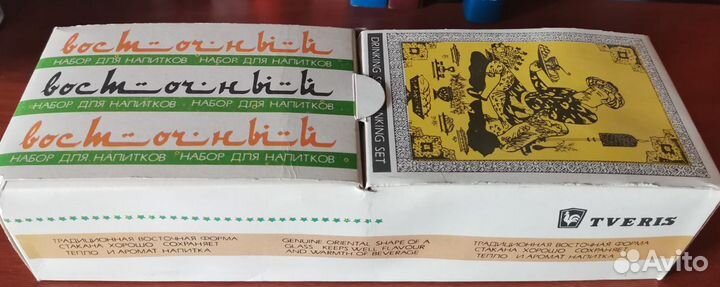 восточный
НАБОР ДЛЯ НАПИТКОВ НАБОР ДЛЯ НАПИТКОВ
восточный
НАБОР ДЛЯ НАПИТКОВ НАБОР ДЛЯ НАПИТКОВ
восточный
НАБОР ДЛЯ НАПИТКОВ НАБОР ДЛЯ НАПИТКОВ
DRINKING
DRINKING SET
TVERIS
ТРАДИЦИОННАЯ ВОСТОЧНАЯ ФОРМА
СТАКАНА ХОРОШО СОХРАНЯЕТ
ТЕПЛО И АРОМАТ НАПИТКА
GENUINE ORIENTAL SHAPE OF A
GLASS KEEPS WELL FLAVOUR
AND WARMTH OF BEVERAGE
ТРАДИЦИОННАЯ ВОСТОЧНАЯ ФОРМА
СТАКАНА ХОРОШО СОХРАНЯЕТ
ТЕПЛО И АРОМАТ НАПИТКА
Avito